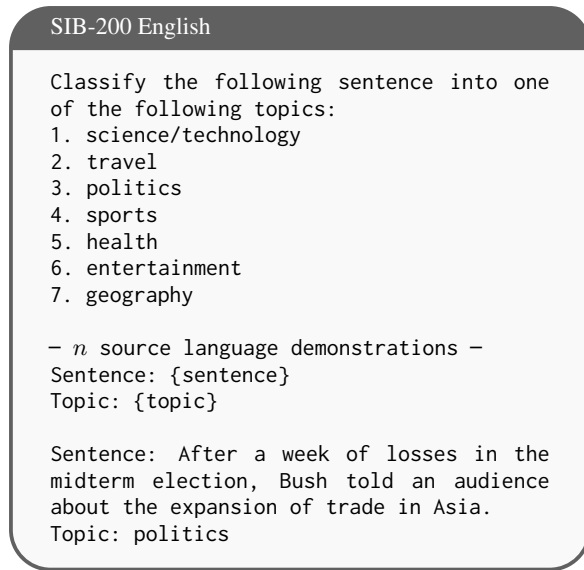 SIB-200 English
Classify the following sentence into one
of the following topics:
1. science/technology
2. travel
3. politics
4. sports
5. health
6. entertainment
7. geography
— n source language demonstrations —
Sentence: {sentence}
Topic: {topic}
Sentence: After a week of losses in the
midterm election, Bush told an audience
about the expansion of trade in Asia.
Topic: politics